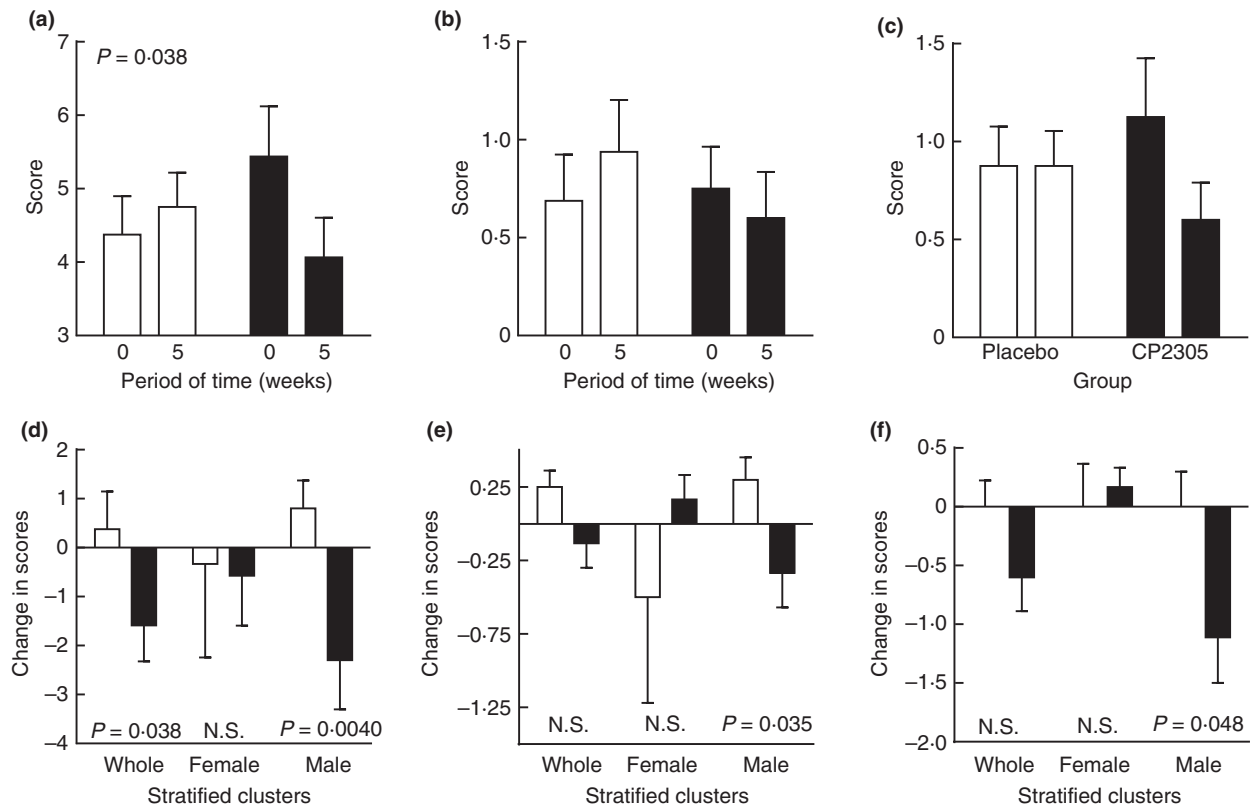 (a)
7
6
5
4
3
Score
P = 0·038
0 5 0 5
Period of time (weeks)
(b)
1·5
1·0
0·5
0
Score
0 5 0 5
Period of time (weeks)
(c)
1·5
1·0
0·5
0
Score
Placebo CP2305
Group
(d)
2
1
0
–1
–2
–3
–4
Change in scores
P = 0·038 N.S. P = 0·0040
Whole Female Male
Stratified clusters
(e)
0·25
–0·25
–0·75
–1·25
Change in scores
N.S. N.S. P = 0·035
Whole Female Male
Stratified clusters
(f)
0·5
0
–0·5
–1·0
–1·5
–2·0
Change in scores
N.S. N.S. P = 0·048
Whole Female Male
Stratified clusters